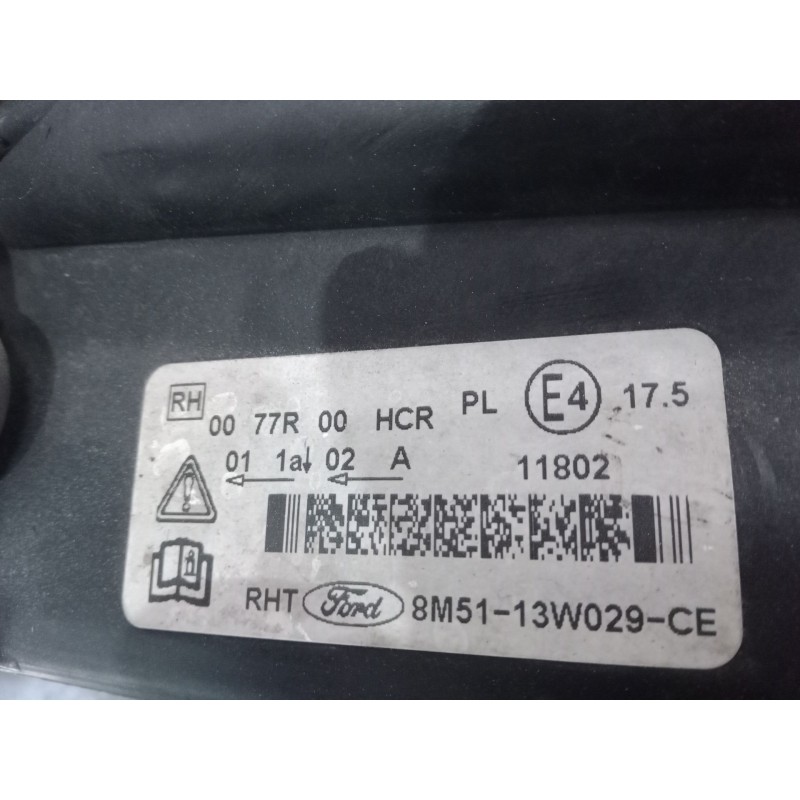 RH 00 77R 00 HCR PL E4 17.5
01 1a 02 A 11802
RHT Ford 8M51-13W029-CE